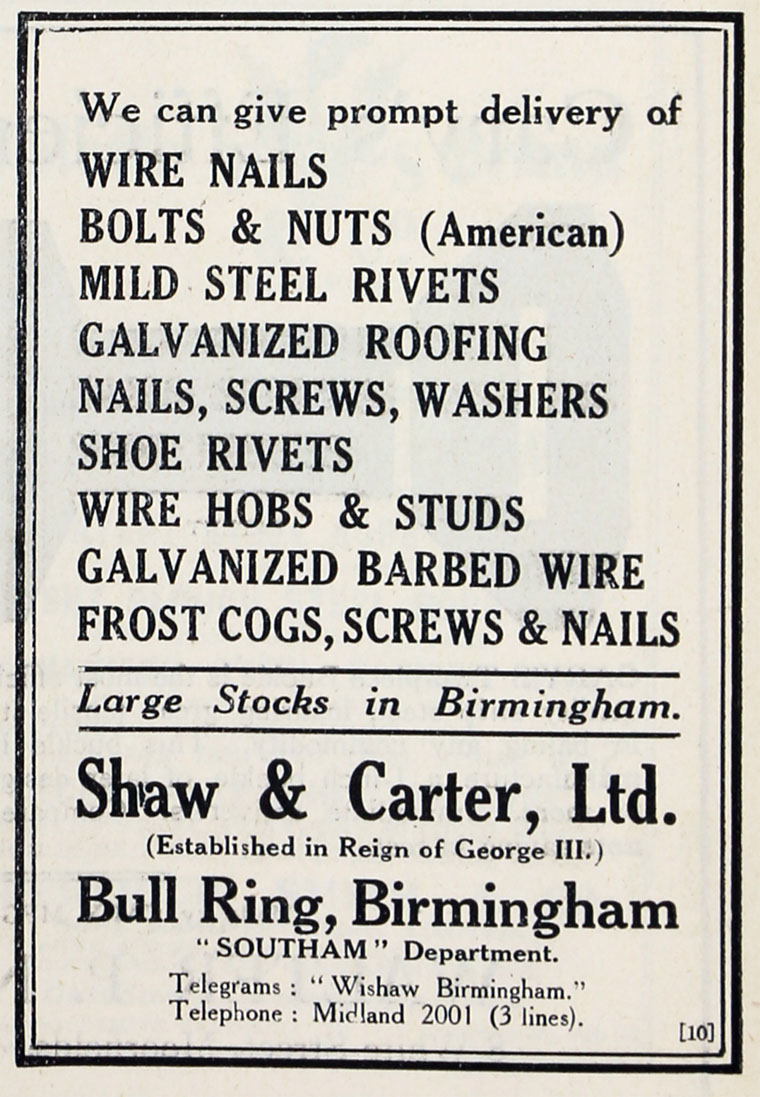 We can give prompt delivery of
WIRE NAILS
BOLTS & NUTS (American)
MILD STEEL RIVETS
GALVANIZED ROOFING
NAILS, SCREWS, WASHERS
SHOE RIVETS
WIRE HOBS & STUDS
GALVANIZED BARBED WIRE
FROST COGS, SCREWS & NAILS
Large Stocks in Birmingham.
Shaw & Carter, Ltd.
(Established in Reign of George III.)
Bull Ring, Birmingham
"SOUTHAM" Department.
Telegrams : "Wishaw Birmingham."
Telephone : Midland 2001 (3 lines).
[10]